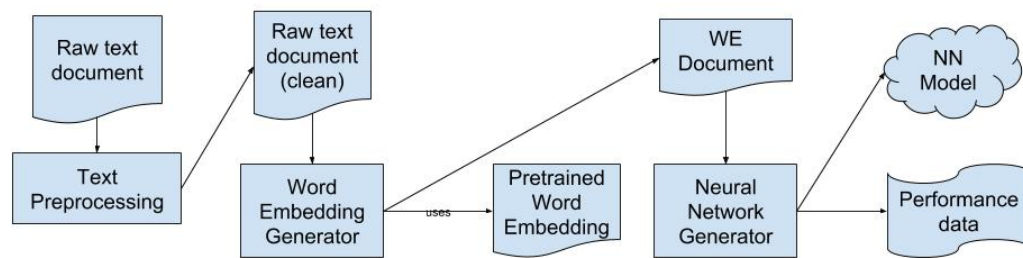 Raw text
document
Text
Preprocessing
Raw text
document
(clean)
Word
Embedding
Generator
uses
Pretrained
Word
Embedding
WE
Document
Neural
Network
Generator
NN
Model
Performance
data